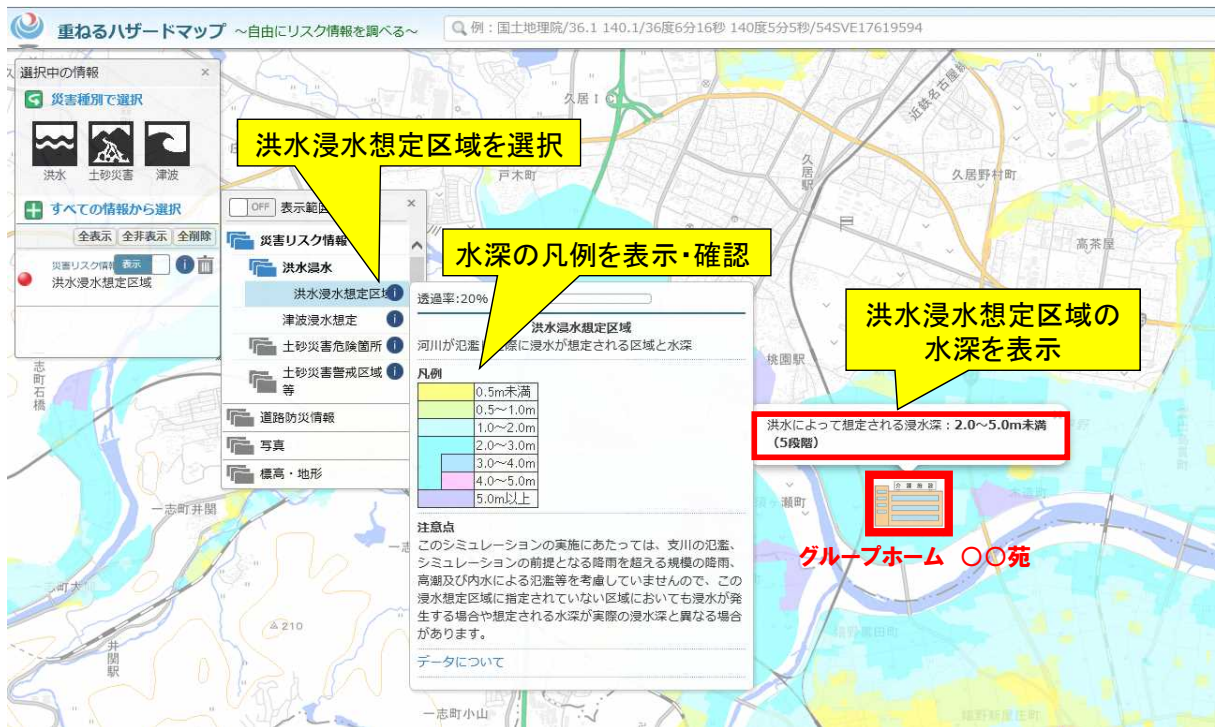 重ねるハザードマップ ～自由にリスク情報を調べる～
例：国土地理院/36.1 140.1/36度6分16秒 140度5分5秒/54SVE17619594
選択中の情報 ×
災害種別で選択
洪水 土砂災害 津波
すべての情報から選択
全表示 全非表示 全削除
災害リスク情 表示
洪水浸水想定区域
洪水浸水想定区域を選択
OFF 表示範囲 ×
災害リスク情報
洪水浸水
洪水浸水想定区域
津波浸水想定
土砂災害危険箇所
土砂災害警戒区域
等
道路防災情報
写真
標高・地形
水深の凡例を表示・確認
透過率:20%
洪水浸水想定区域
河川が氾濫 際に浸水が想定される区域と水深
凡例
0.5m未満
0.5～1.0m
1.0～2.0m
2.0～3.0m
3.0～4.0m
4.0～5.0m
5.0m以上
注意点
このシミュレーションの実施にあたっては、支川の氾濫、
シミュレーションの前提となる降雨を超える規模の降雨、
高潮及び内水による氾濫等を考慮していませんので、この
浸水想定区域に指定されていない区域においても浸水が発
生する場合や想定される水深が実際の浸水深と異なる場合
があります。
データについて
洪水浸水想定区域の
水深を表示
洪水によって想定される浸水深：2.0～5.0m未満
（5段階）
介護施設
グループホーム ○○苑
久居IC
近鉄名古屋線
戸木町
久居駅
久居野村町
高茶屋
桃園駅
志町石橋
一志町井関
210
井関駅
一志町小山